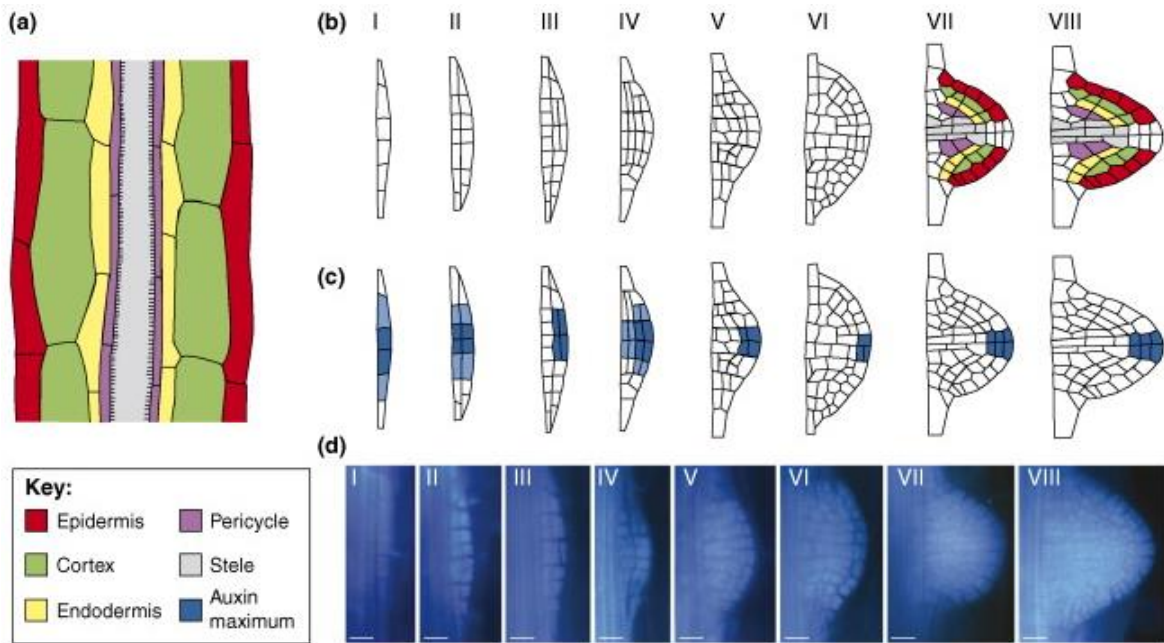 (a)
(b) I II III IV V VI VII VIII
(c)
(d) I II III IV V VI VII VIII
Key:
Epidermis Pericycle
Cortex Stele
Endodermis Auxin
maximum